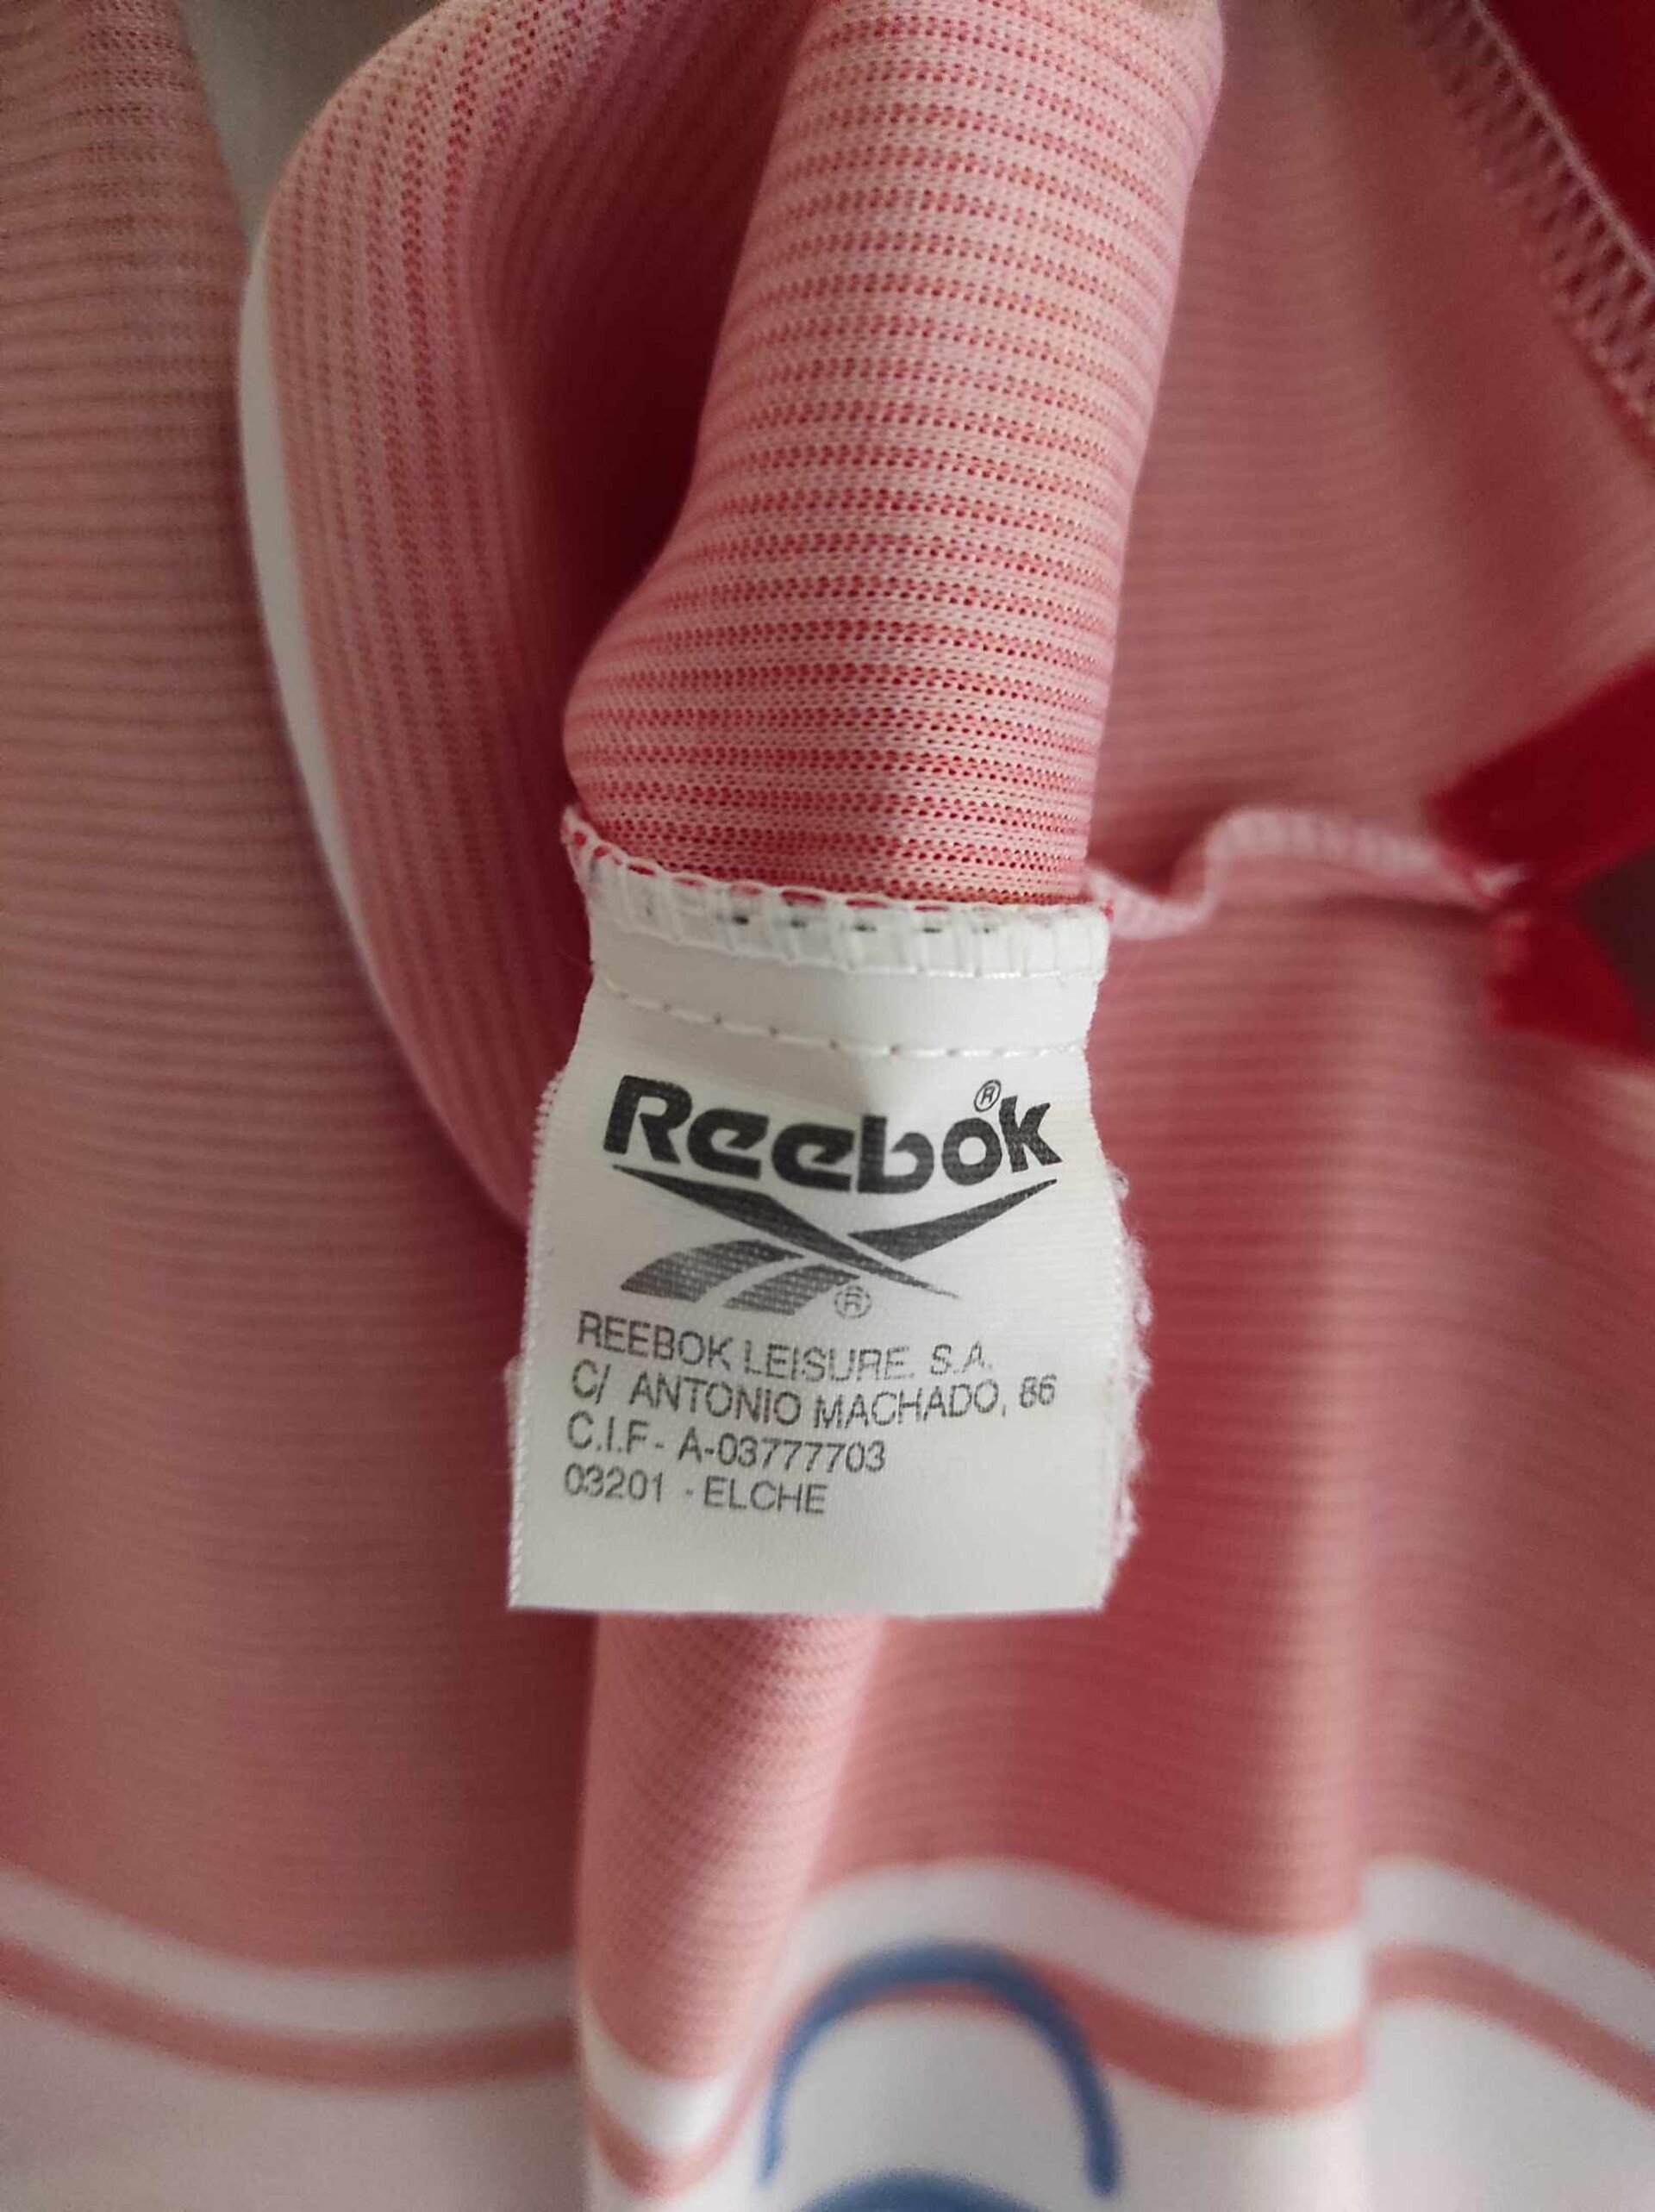 Reebok®
®
REEBOK LEISURE. S.A.
C/ ANTONIO MACHADO, 86
C.I.F- A-03777703
03201 - ELCHE